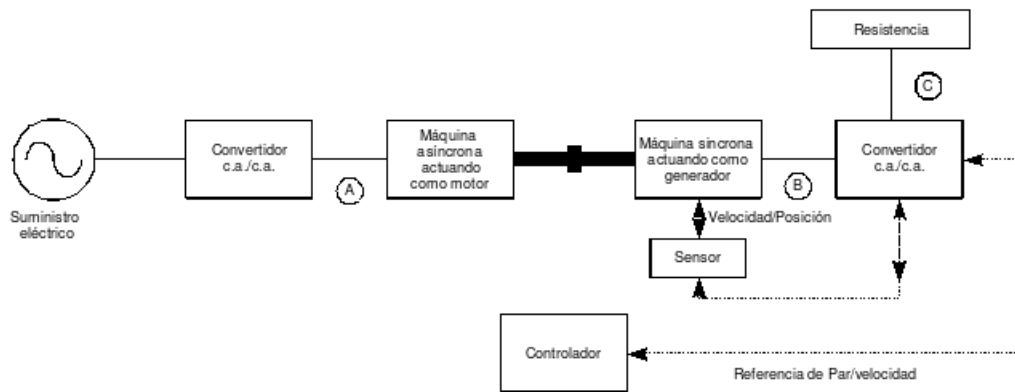 Resistencia
C
Convertidor
c.a./c.a.
A
Máquina
asíncrona
actuando
como motor
Máquina síncrona
actuando como
generador
B
Convertidor
c.a./c.a.
Suministro
eléctrico
Velocidad/Posición
Sensor
Controlador
Referencia de Par/velocidad